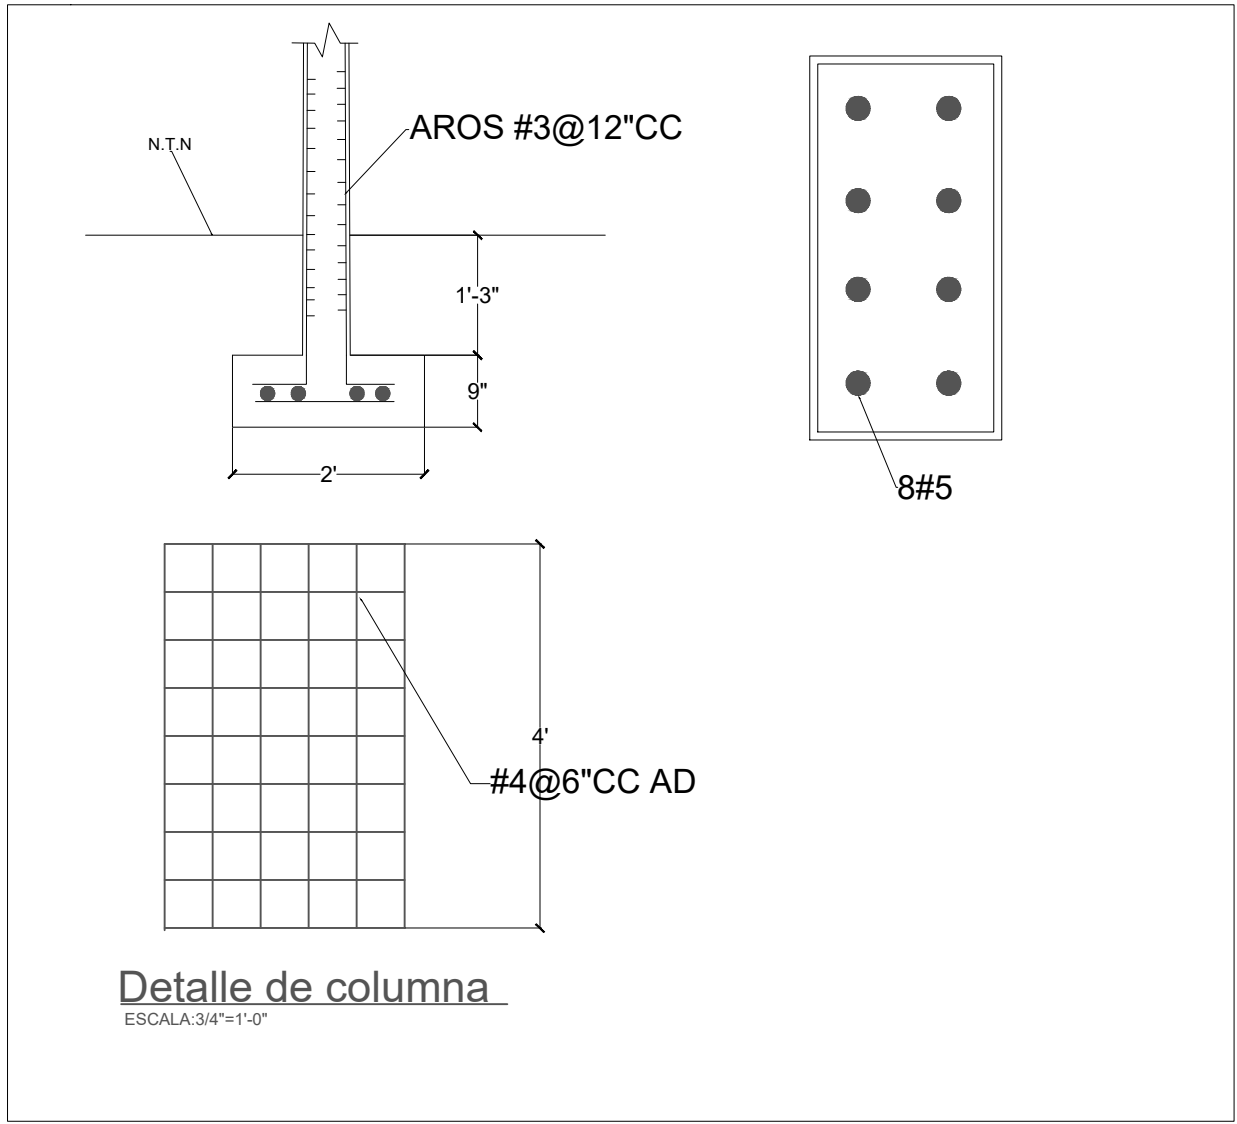 AROS #3@12"CC
N.T.N
1'-3"
9"
2'
8#5
4'
#4@6"CC AD
Detalle de columna
ESCALA:3/4"=1'-0"